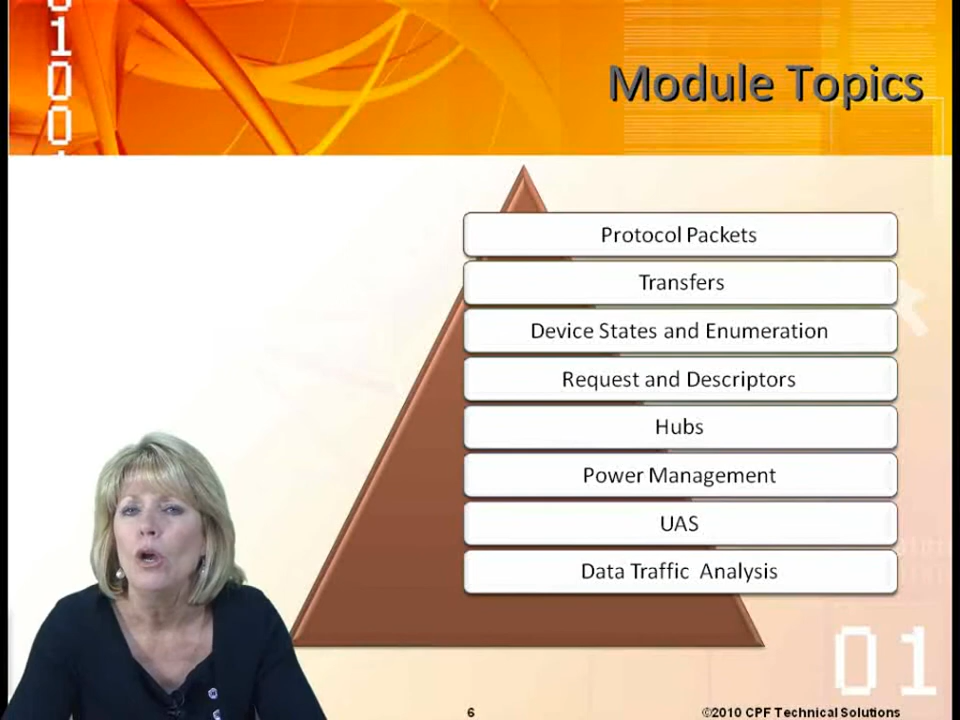 Module Topics
Protocol Packets
Transfers
Device States and Enumeration
Request and Descriptors
Hubs
Power Management
UAS
Data Traffic Analysis
01
6
©2010 CPF Technical Solutions